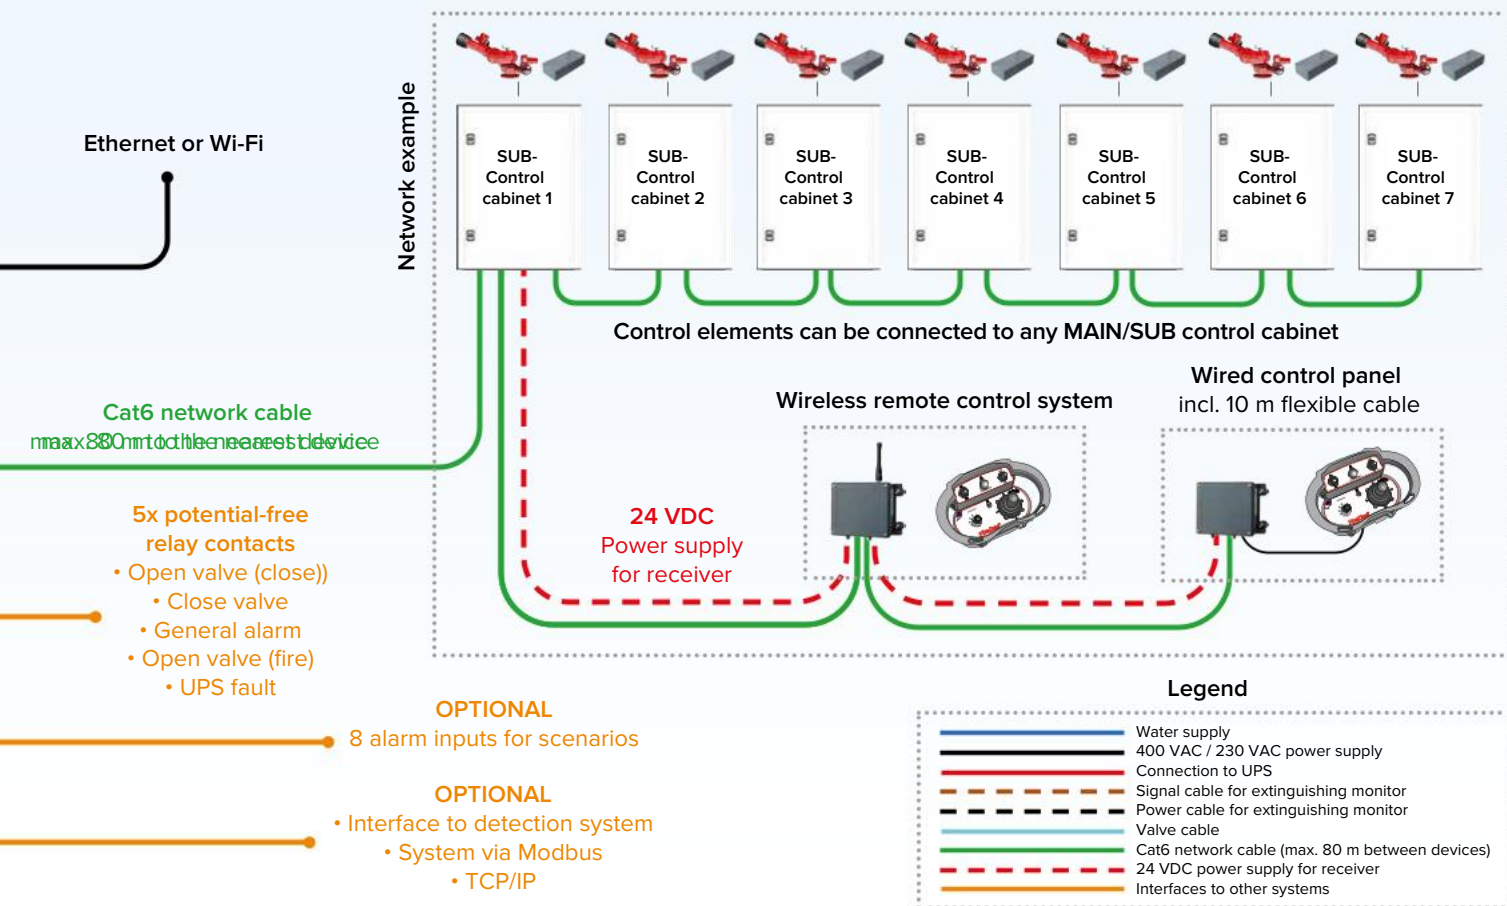 Network example
SUB-
Control
cabinet 1
SUB-
Control
cabinet 2
SUB-
Control
cabinet 3
SUB-
Control
cabinet 4
SUB-
Control
cabinet 5
SUB-
Control
cabinet 6
SUB-
Control
cabinet 7
Ethernet or Wi-Fi
Control elements can be connected to any MAIN/SUB control cabinet
Wireless remote control system
Wired control panel
incl. 10 m flexible cable
Cat6 network cable
max. 80 m to the nearest device
24 VDC
Power supply
for receiver
5x potential-free
relay contacts
• Open valve (close))
• Close valve
• General alarm
• Open valve (fire)
• UPS fault
OPTIONAL
8 alarm inputs for scenarios
OPTIONAL
• Interface to detection system
• System via Modbus
• TCP/IP
Legend
Water supply
400 VAC / 230 VAC power supply
Connection to UPS
Signal cable for extinguishing monitor
Power cable for extinguishing monitor
Valve cable
Cat6 network cable (max. 80 m between devices)
24 VDC power supply for receiver
Interfaces to other systems